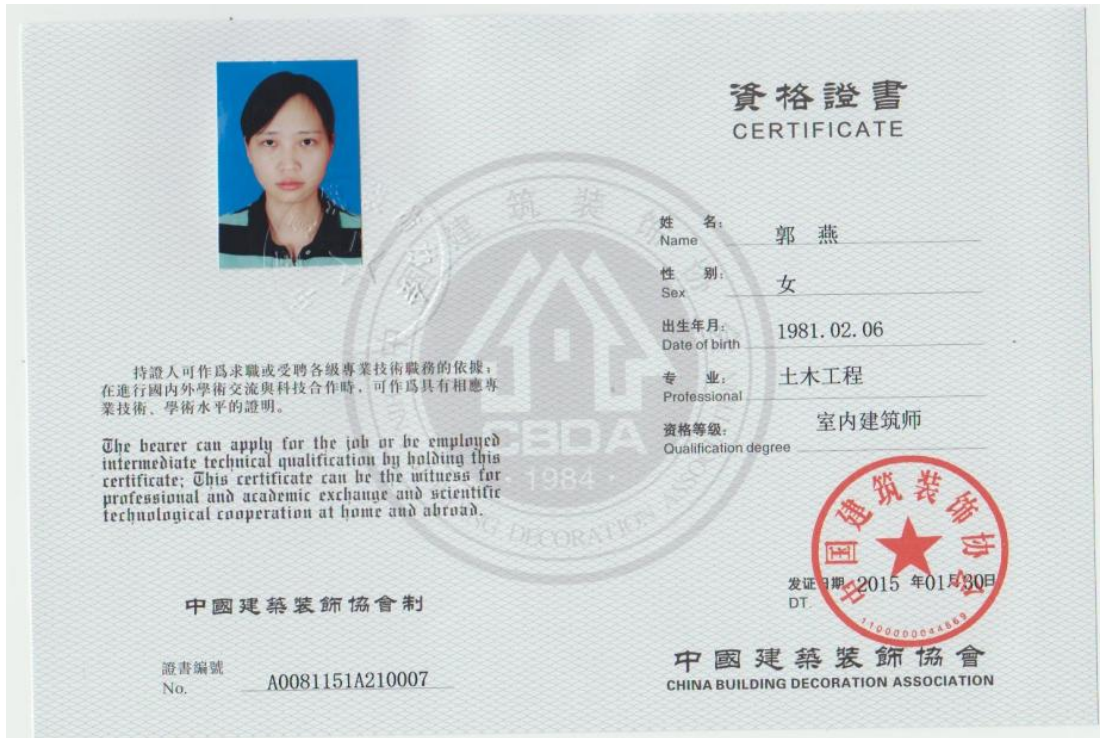 資格證書
CERTIFICATE
姓 名：
Name
郭 燕
性 别：
Sex
女
出生年月：
Date of birth
1981.02.06
专 业：
Professional
土木工程
资格等级：
Qualification degree
室内建筑师
持證人可作爲求職或受聘各級專業技術職務的依據；
在進行國内外學術交流與科技合作時，可作爲具有相應專
業技術、學術水平的證明。
The bearer can apply for the job or be employed
intermediate technical qualification by holding this
certificate; This certificate can be the witness for
professional and academic exchange and scientific
technological cooperation at home and abroad.
中國建築裝飾協會制
證書編號
No.
A0081151A210007
CBDA
· 1984 ·
中国建筑装饰协会
1100000044869
发证日期
DT.
2015 年01月30日
中國建築裝飾協會
CHINA BUILDING DECORATION ASSOCIATION